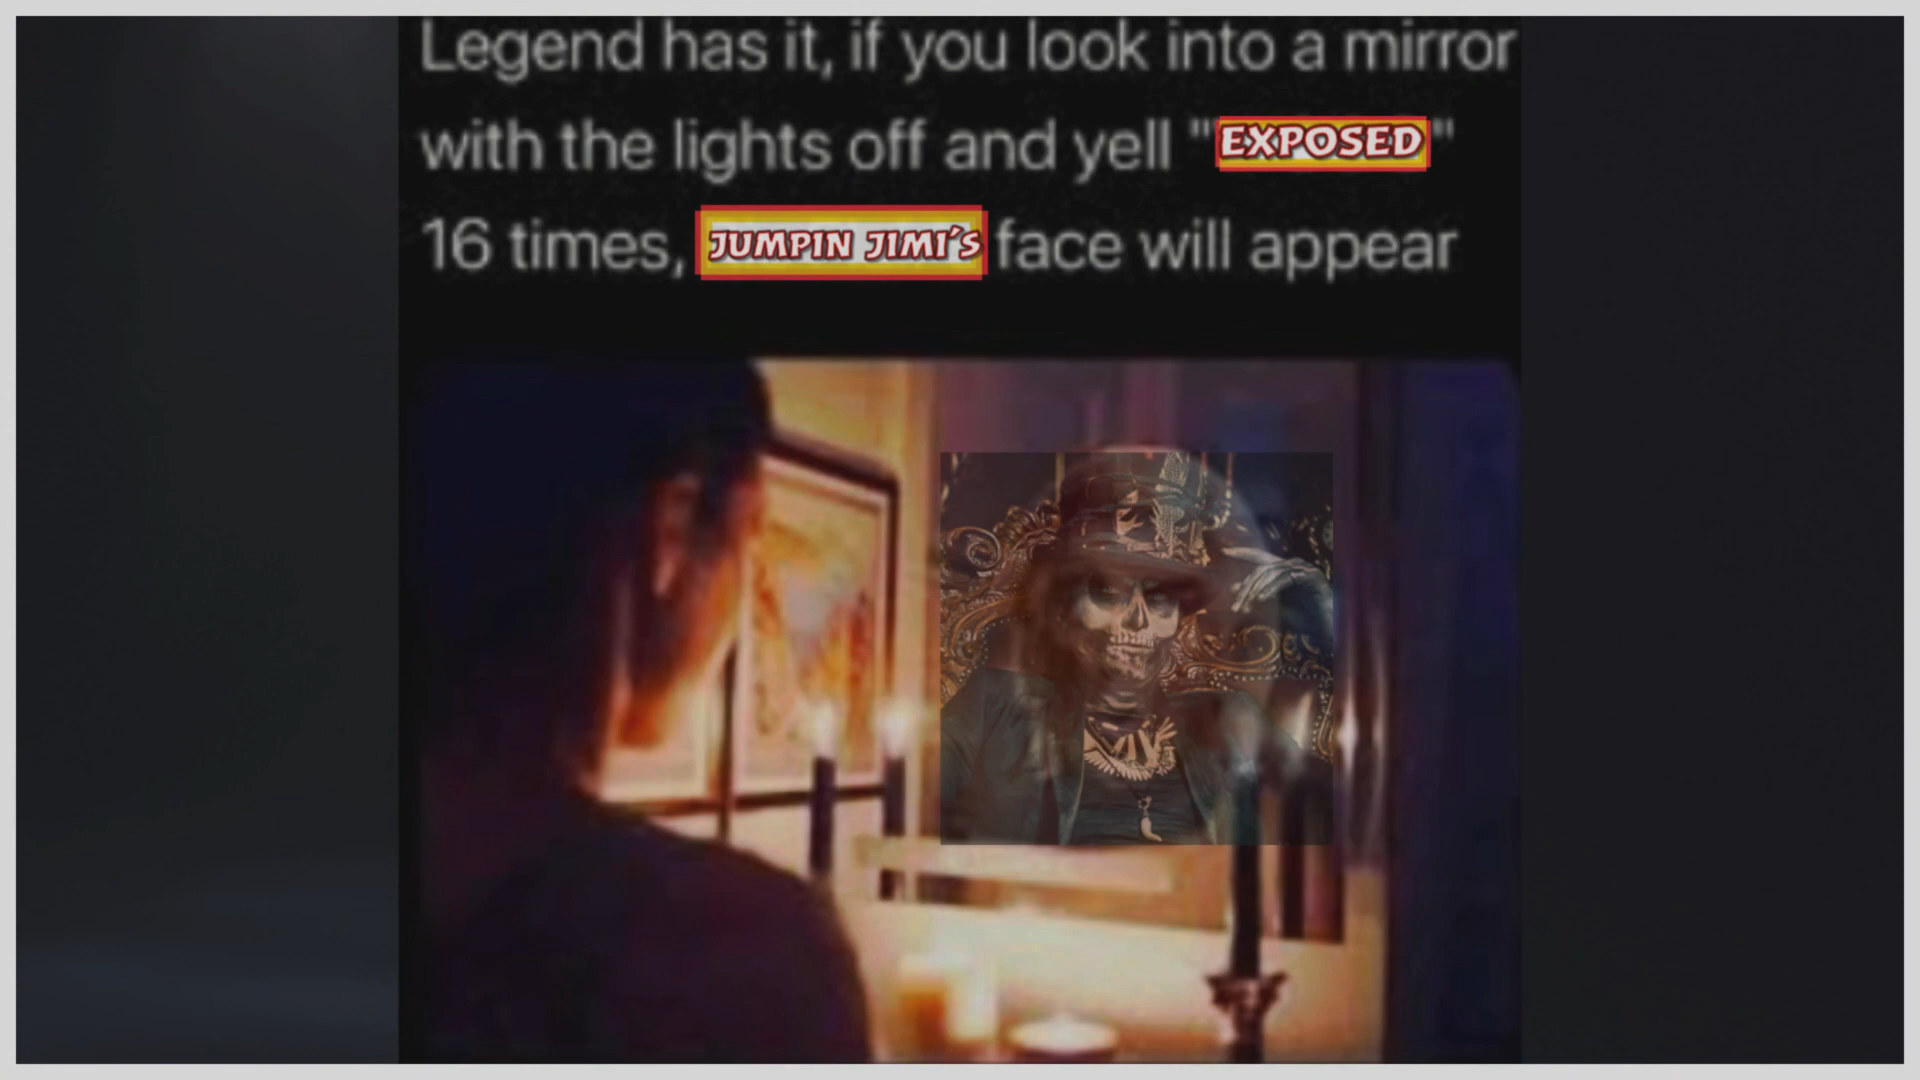 Legend has it, if you look into a mirror
with the lights off and yell "EXPOSED"
16 times, JUMPIN JIMI's face will appear